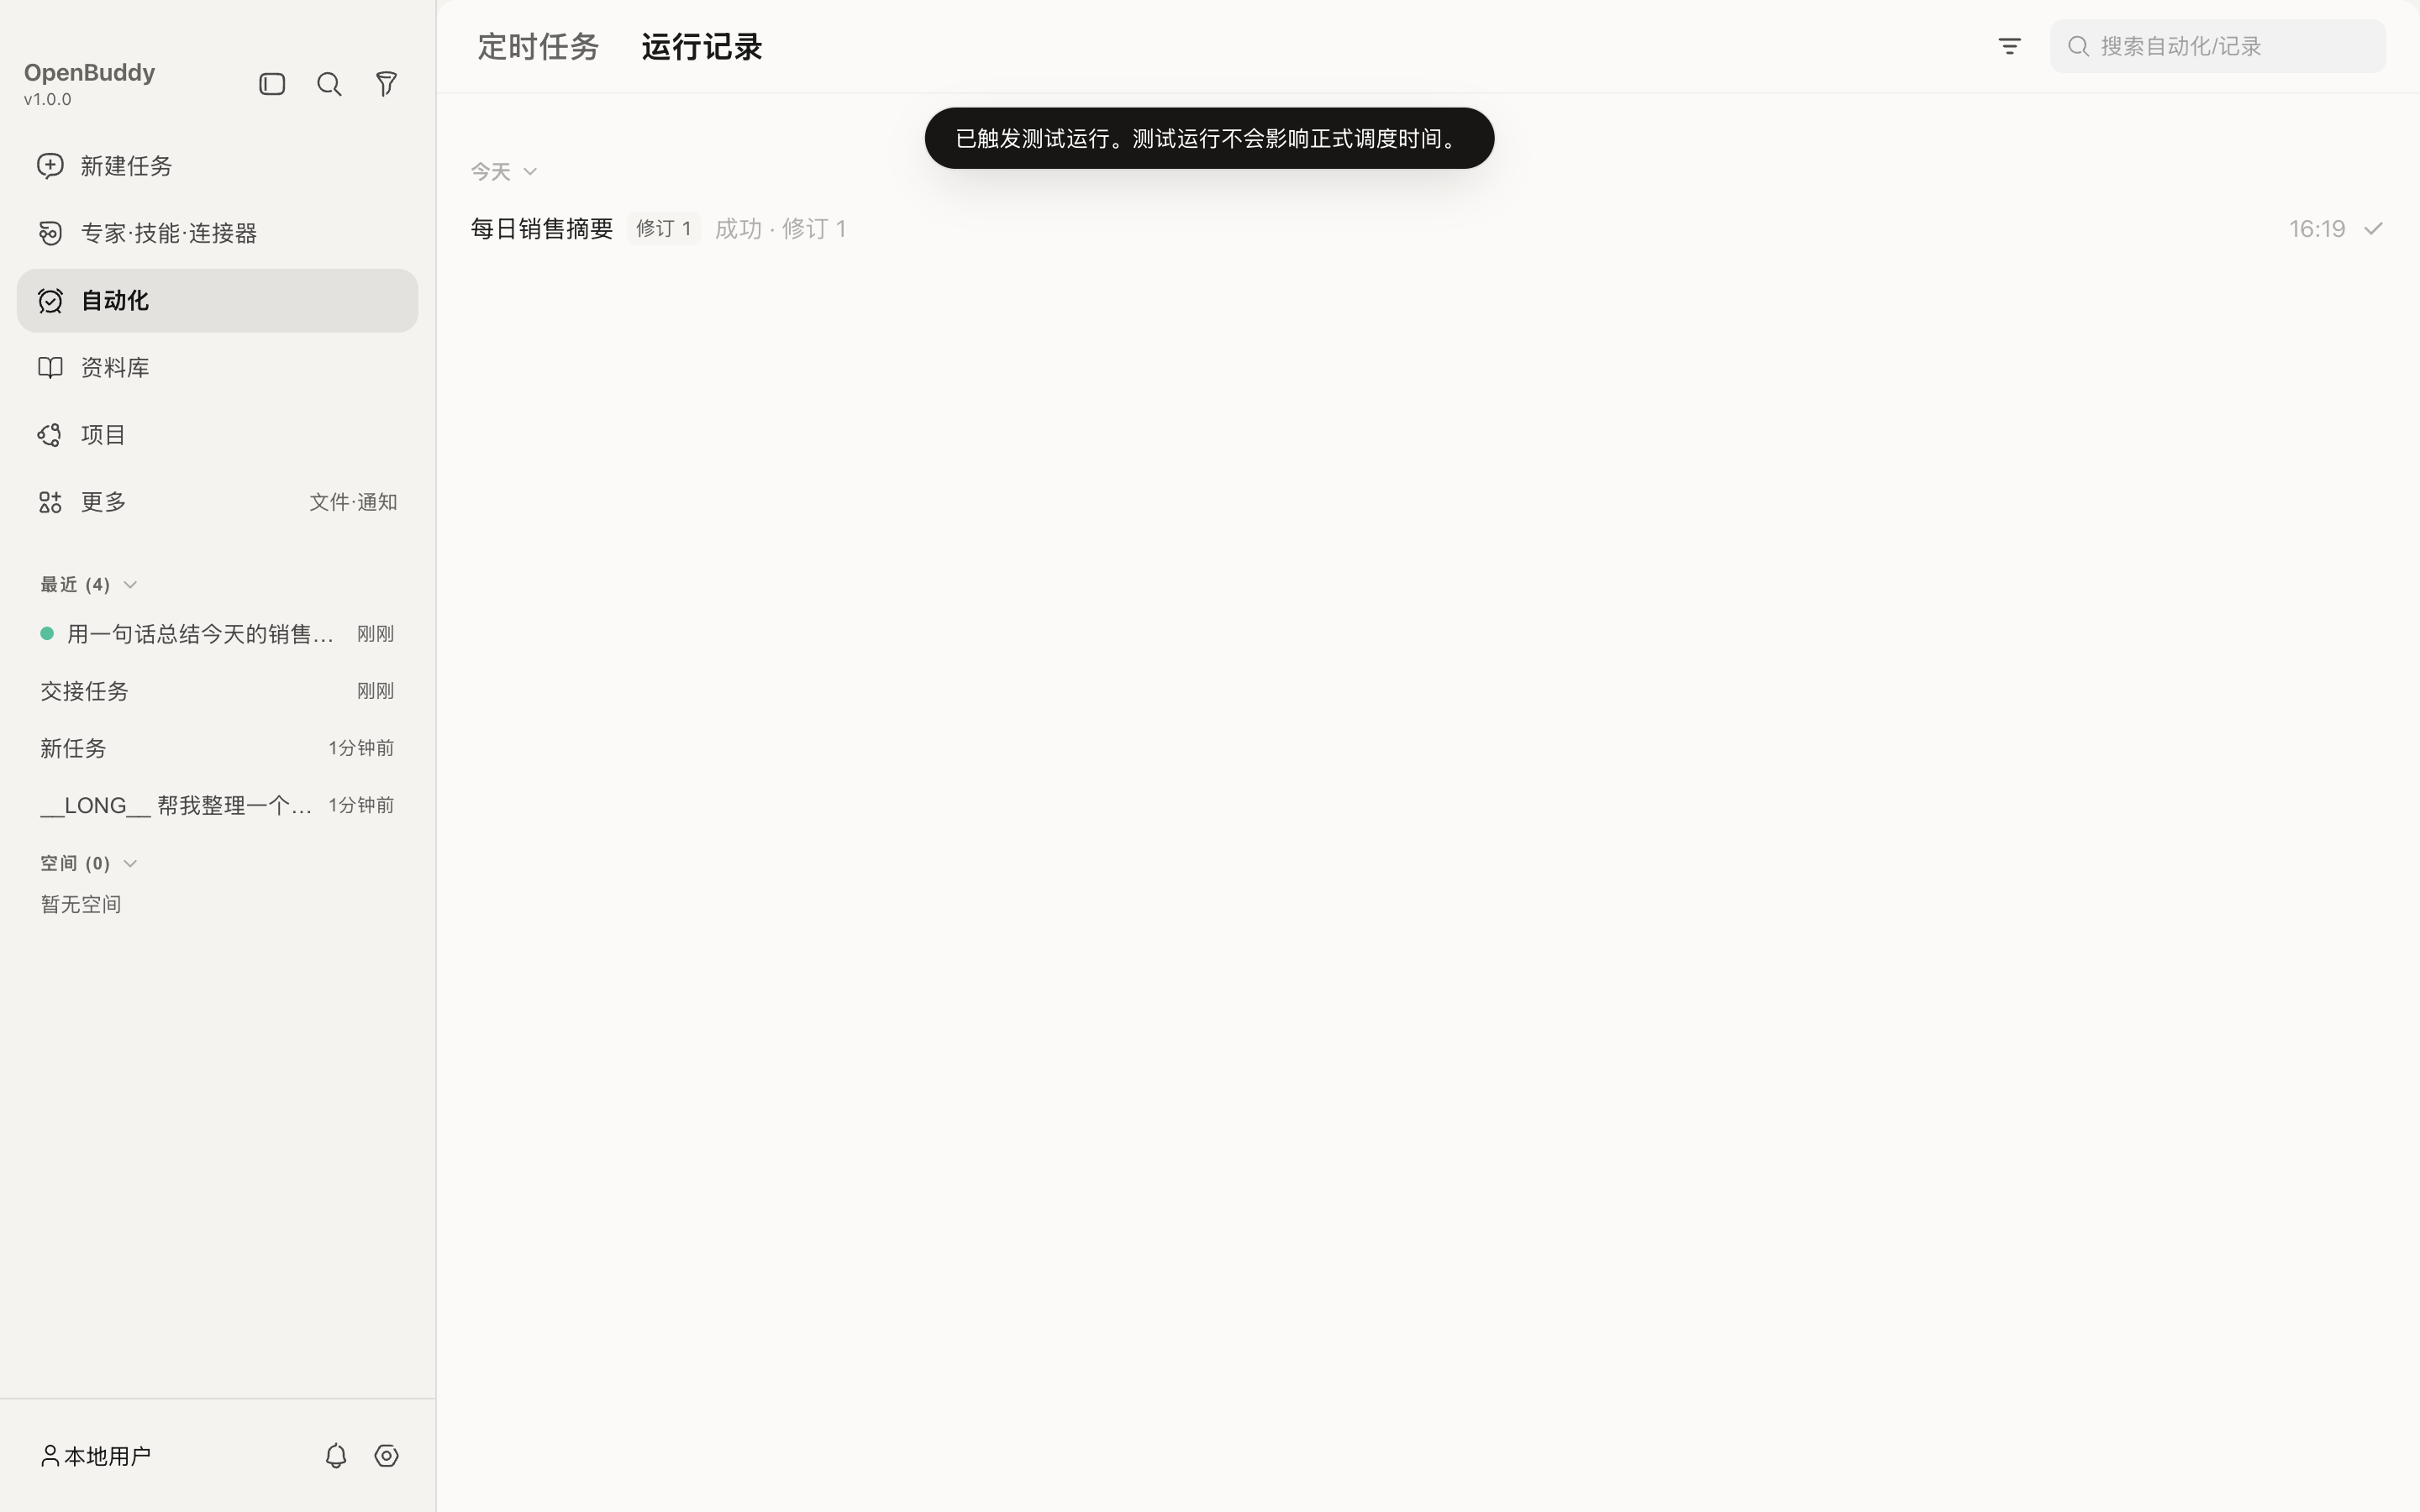 OpenBuddy
v1.0.0
新建任务
专家·技能·连接器
自动化
资料库
项目
更多 文件·通知
最近 (4)
用一句话总结今天的销售… 刚刚
交接任务 刚刚
新任务 1分钟前
__LONG__ 帮我整理一个… 1分钟前
空间 (0)
暂无空间
本地用户
定时任务 运行记录 搜索自动化/记录
已触发测试运行。测试运行不会影响正式调度时间。
今天
每日销售摘要 修订 1 成功 · 修订 1 16:19